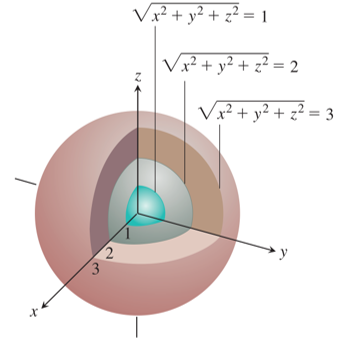 √x² + y² + z² = 1
√x² + y² + z² = 2
√x² + y² + z² = 3
z
1
2
3
y
x